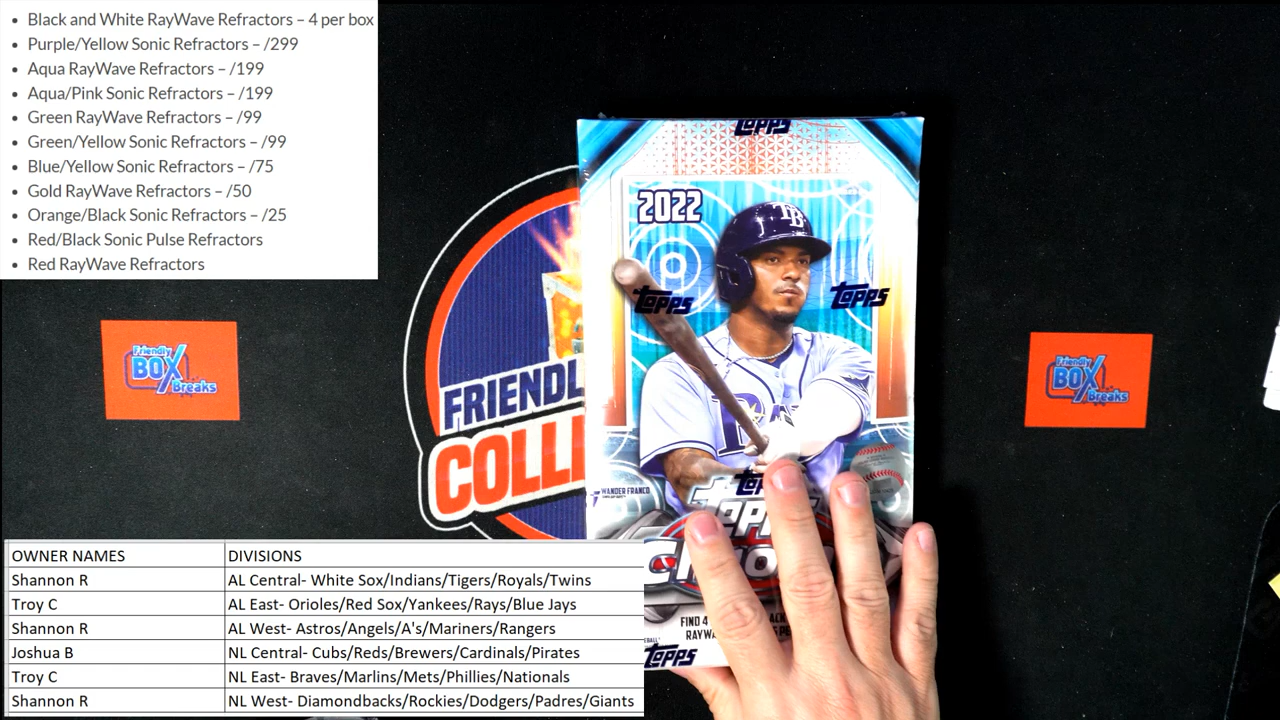 Black and White RayWave Refractors – 4 per box
Purple/Yellow Sonic Refractors – /299
Aqua RayWave Refractors – /199
Aqua/Pink Sonic Refractors – /199
Green RayWave Refractors – /99
Green/Yellow Sonic Refractors – /99
Blue/Yellow Sonic Refractors – /75
Gold RayWave Refractors – /50
Orange/Black Sonic Refractors – /25
Red/Black Sonic Pulse Refractors
Red RayWave Refractors
Topps
2022
TB
Topps
Topps
Friendly
BOX
Breaks
Friendly
BOX
Breaks
FRIENDL
COLLE
WANDER FRANCO
Topps
FIND 4
RAYWA
Topps
OWNER NAMES DIVISIONS
Shannon R AL Central- White Sox/Indians/Tigers/Royals/Twins
Troy C AL East- Orioles/Red Sox/Yankees/Rays/Blue Jays
Shannon R AL West- Astros/Angels/A's/Mariners/Rangers
Joshua B NL Central- Cubs/Reds/Brewers/Cardinals/Pirates
Troy C NL East- Braves/Marlins/Mets/Phillies/Nationals
Shannon R NL West- Diamondbacks/Rockies/Dodgers/Padres/Giants